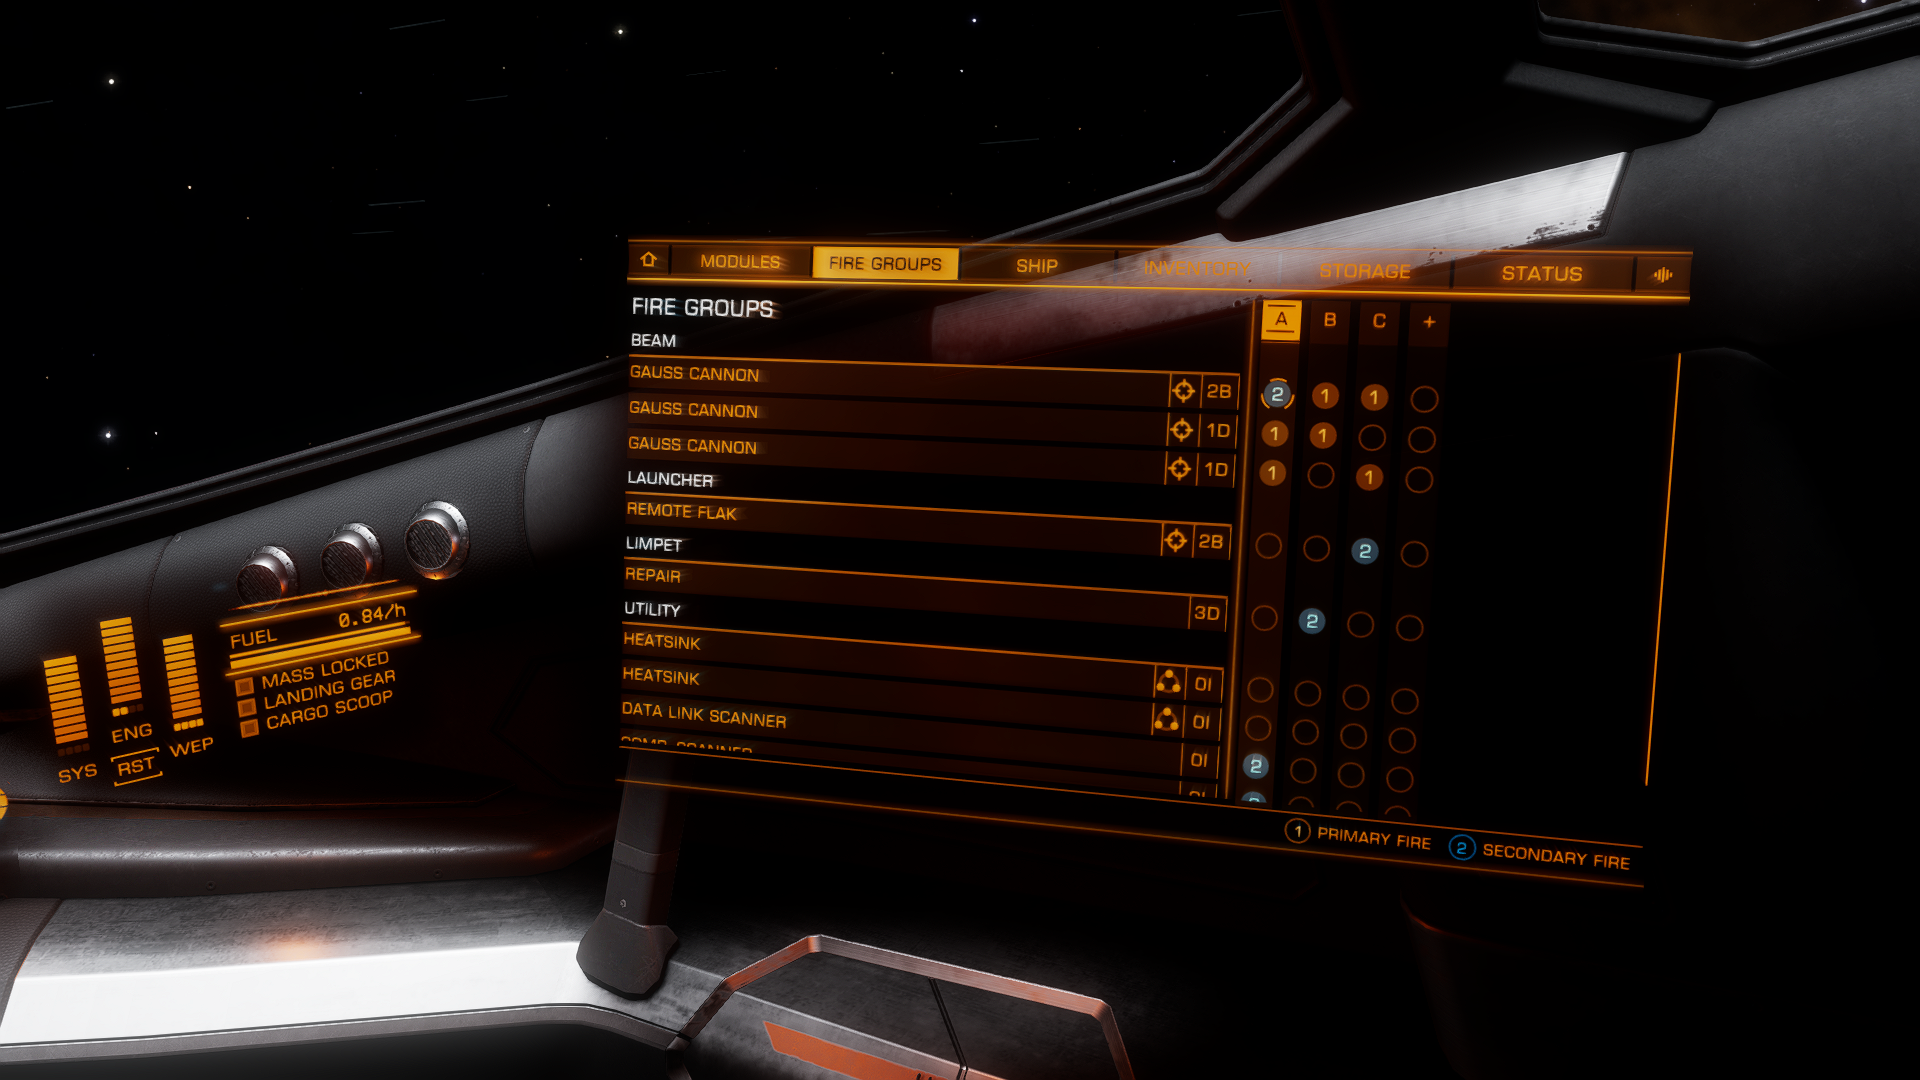 MODULES FIRE GROUPS SHIP INVENTORY STORAGE STATUS
FIRE GROUPS A B C +
BEAM
GAUSS CANNON 2B 2 1 1
GAUSS CANNON 1D 1 1
GAUSS CANNON 1D 1 1
LAUNCHER
REMOTE FLAK 2B 2
LIMPET
REPAIR 3D 2
UTILITY
HEATSINK 0I
HEATSINK 0I
DATA LINK SCANNER 0I 2
1 PRIMARY FIRE 2 SECONDARY FIRE
FUEL 0.84/h
MASS LOCKED
LANDING GEAR
CARGO SCOOP
SYS ENG WEP
RST